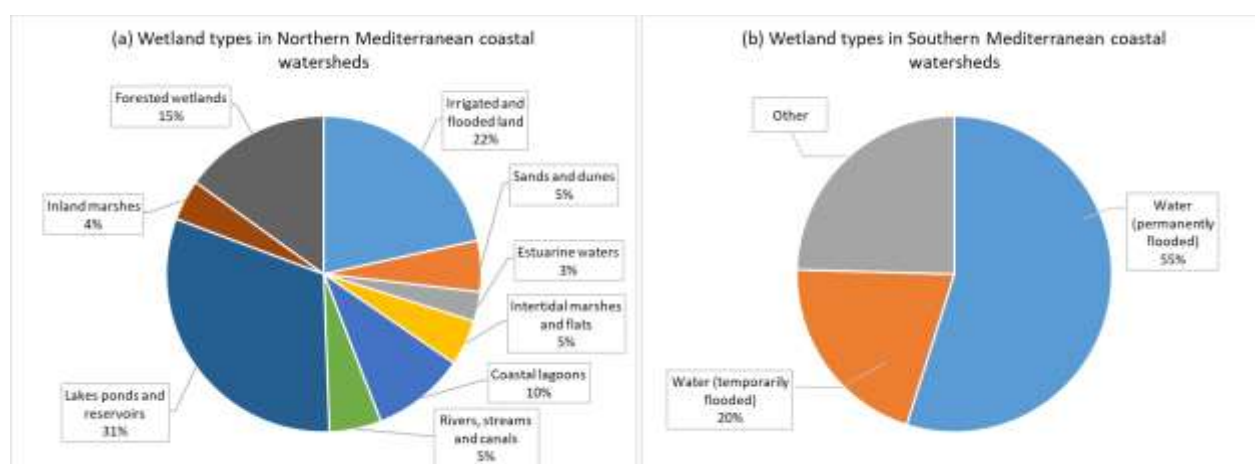 (a) Wetland types in Northern Mediterranean coastal
watersheds
Forested wetlands
15%
Irrigated and
flooded land
22%
Sands and dunes
5%
Inland marshes
4%
Estuarine waters
3%
Intertidal marshes
and flats
5%
Coastal lagoons
10%
Lakes ponds and
reservoirs
31%
Rivers, streams
and canals
5%
(b) Wetland types in Southern Mediterranean coastal
watersheds
Other
Water
(permanently
flooded)
55%
Water (temporarily
flooded)
20%